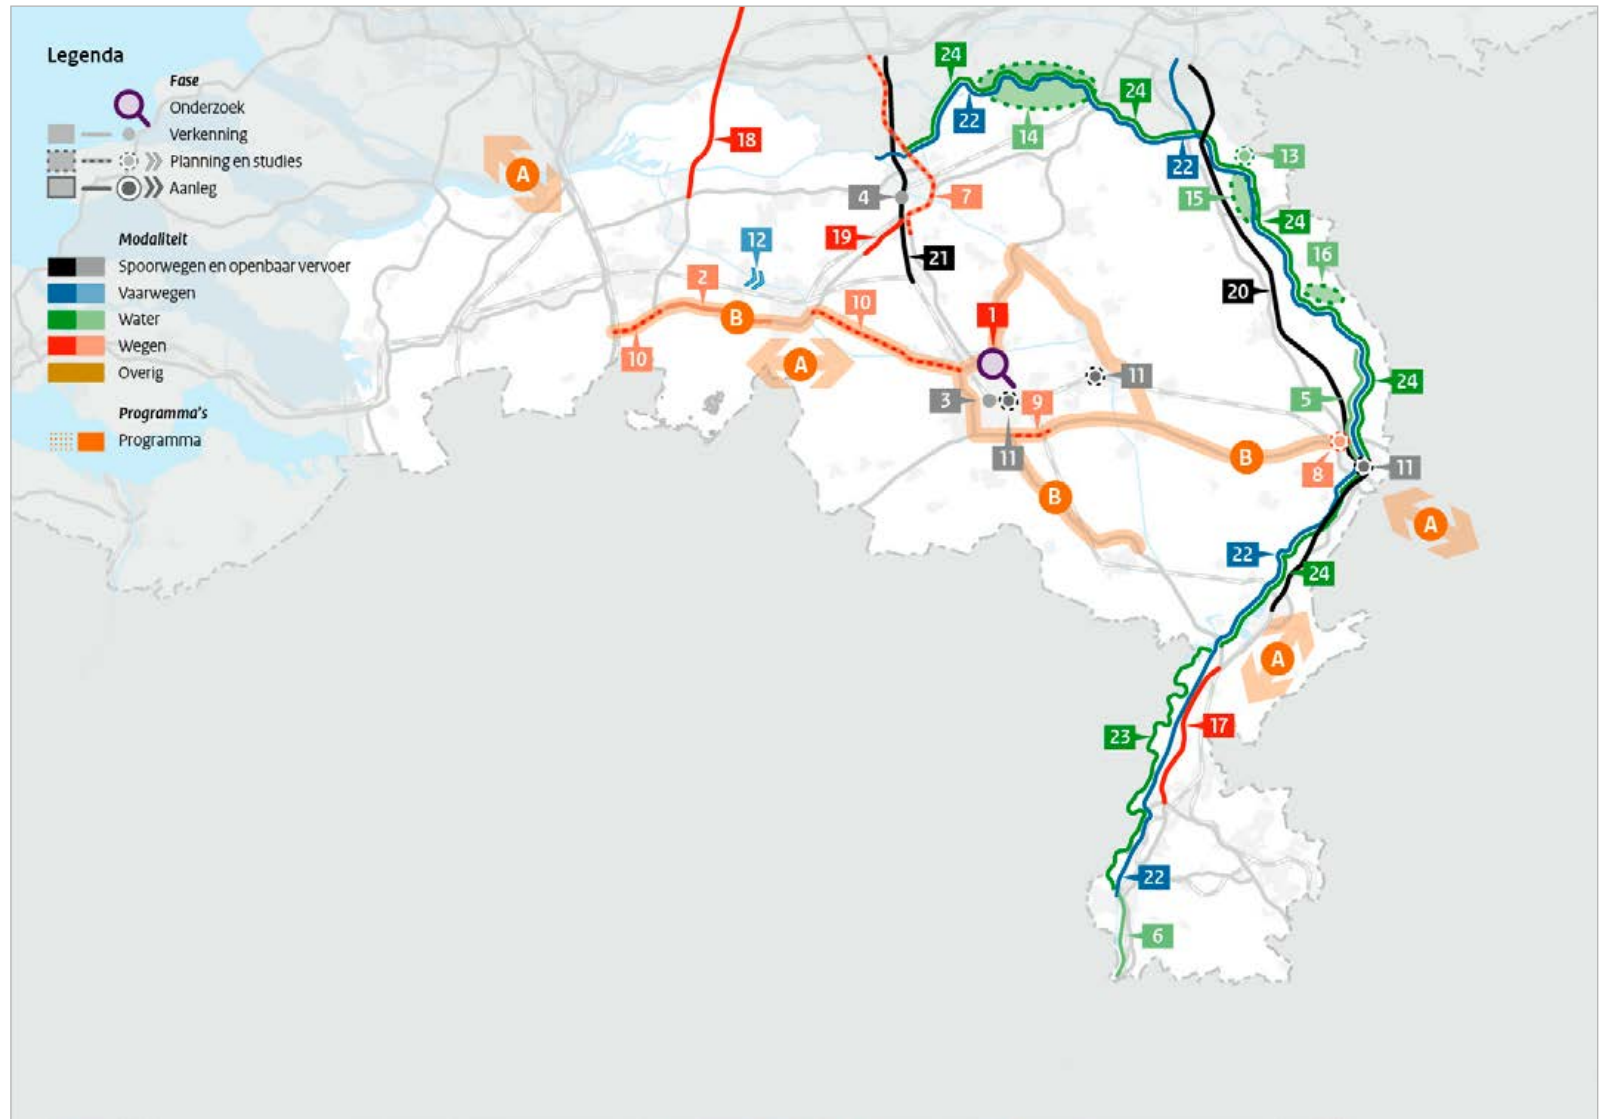 Legenda
Fase
Onderzoek
Verkenning
Planning en studies
Aanleg
Modaliteit
Spoorwegen en openbaar vervoer
Vaarwegen
Water
Wegen
Overig
Programma's
Programma
24
24
22
14
18
22
13
A
4
7
15
24
19
12
21
16
2
20
10
1
B
10
A
11
24
3
9
5
11
B
8
11
B
A
22
24
A
23
17
22
6